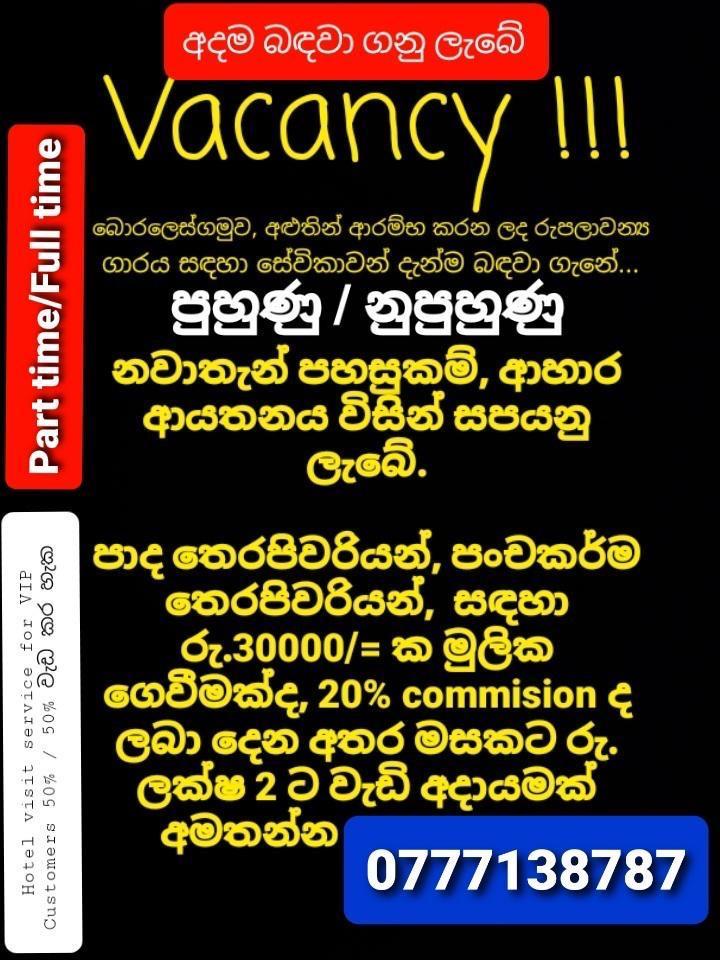 අදම බඳවා ගනු ලැබේ
Vacancy !!!
Part time/Full time
බොරලෙස්ගමුව, අළුතින් ආරම්භ කරන ලද රුපලාවන්‍ය
ගාරය සඳහා සේවිකාවන් දැන්ම බඳවා ගැනේ...
පුහුණු / නුපුහුණු
නවාතැන් පහසුකම්, ආහාර
ආයතනය විසින් සපයනු
ලැබේ.
Hotel visit service for VIP
Customers 50% / 50% වැඩ කර හැක
පාද තෙරපිවරියන්, පංචකර්ම
තෙරපිවරියන්, සඳහා
රු.30000/= ක මුලික
ගෙවීමක්ද, 20% commision ද
ලබා දෙන අතර මසකට රු.
ලක්ෂ 2 ට වැඩි අදායමක්
අමතන්න
0777138787